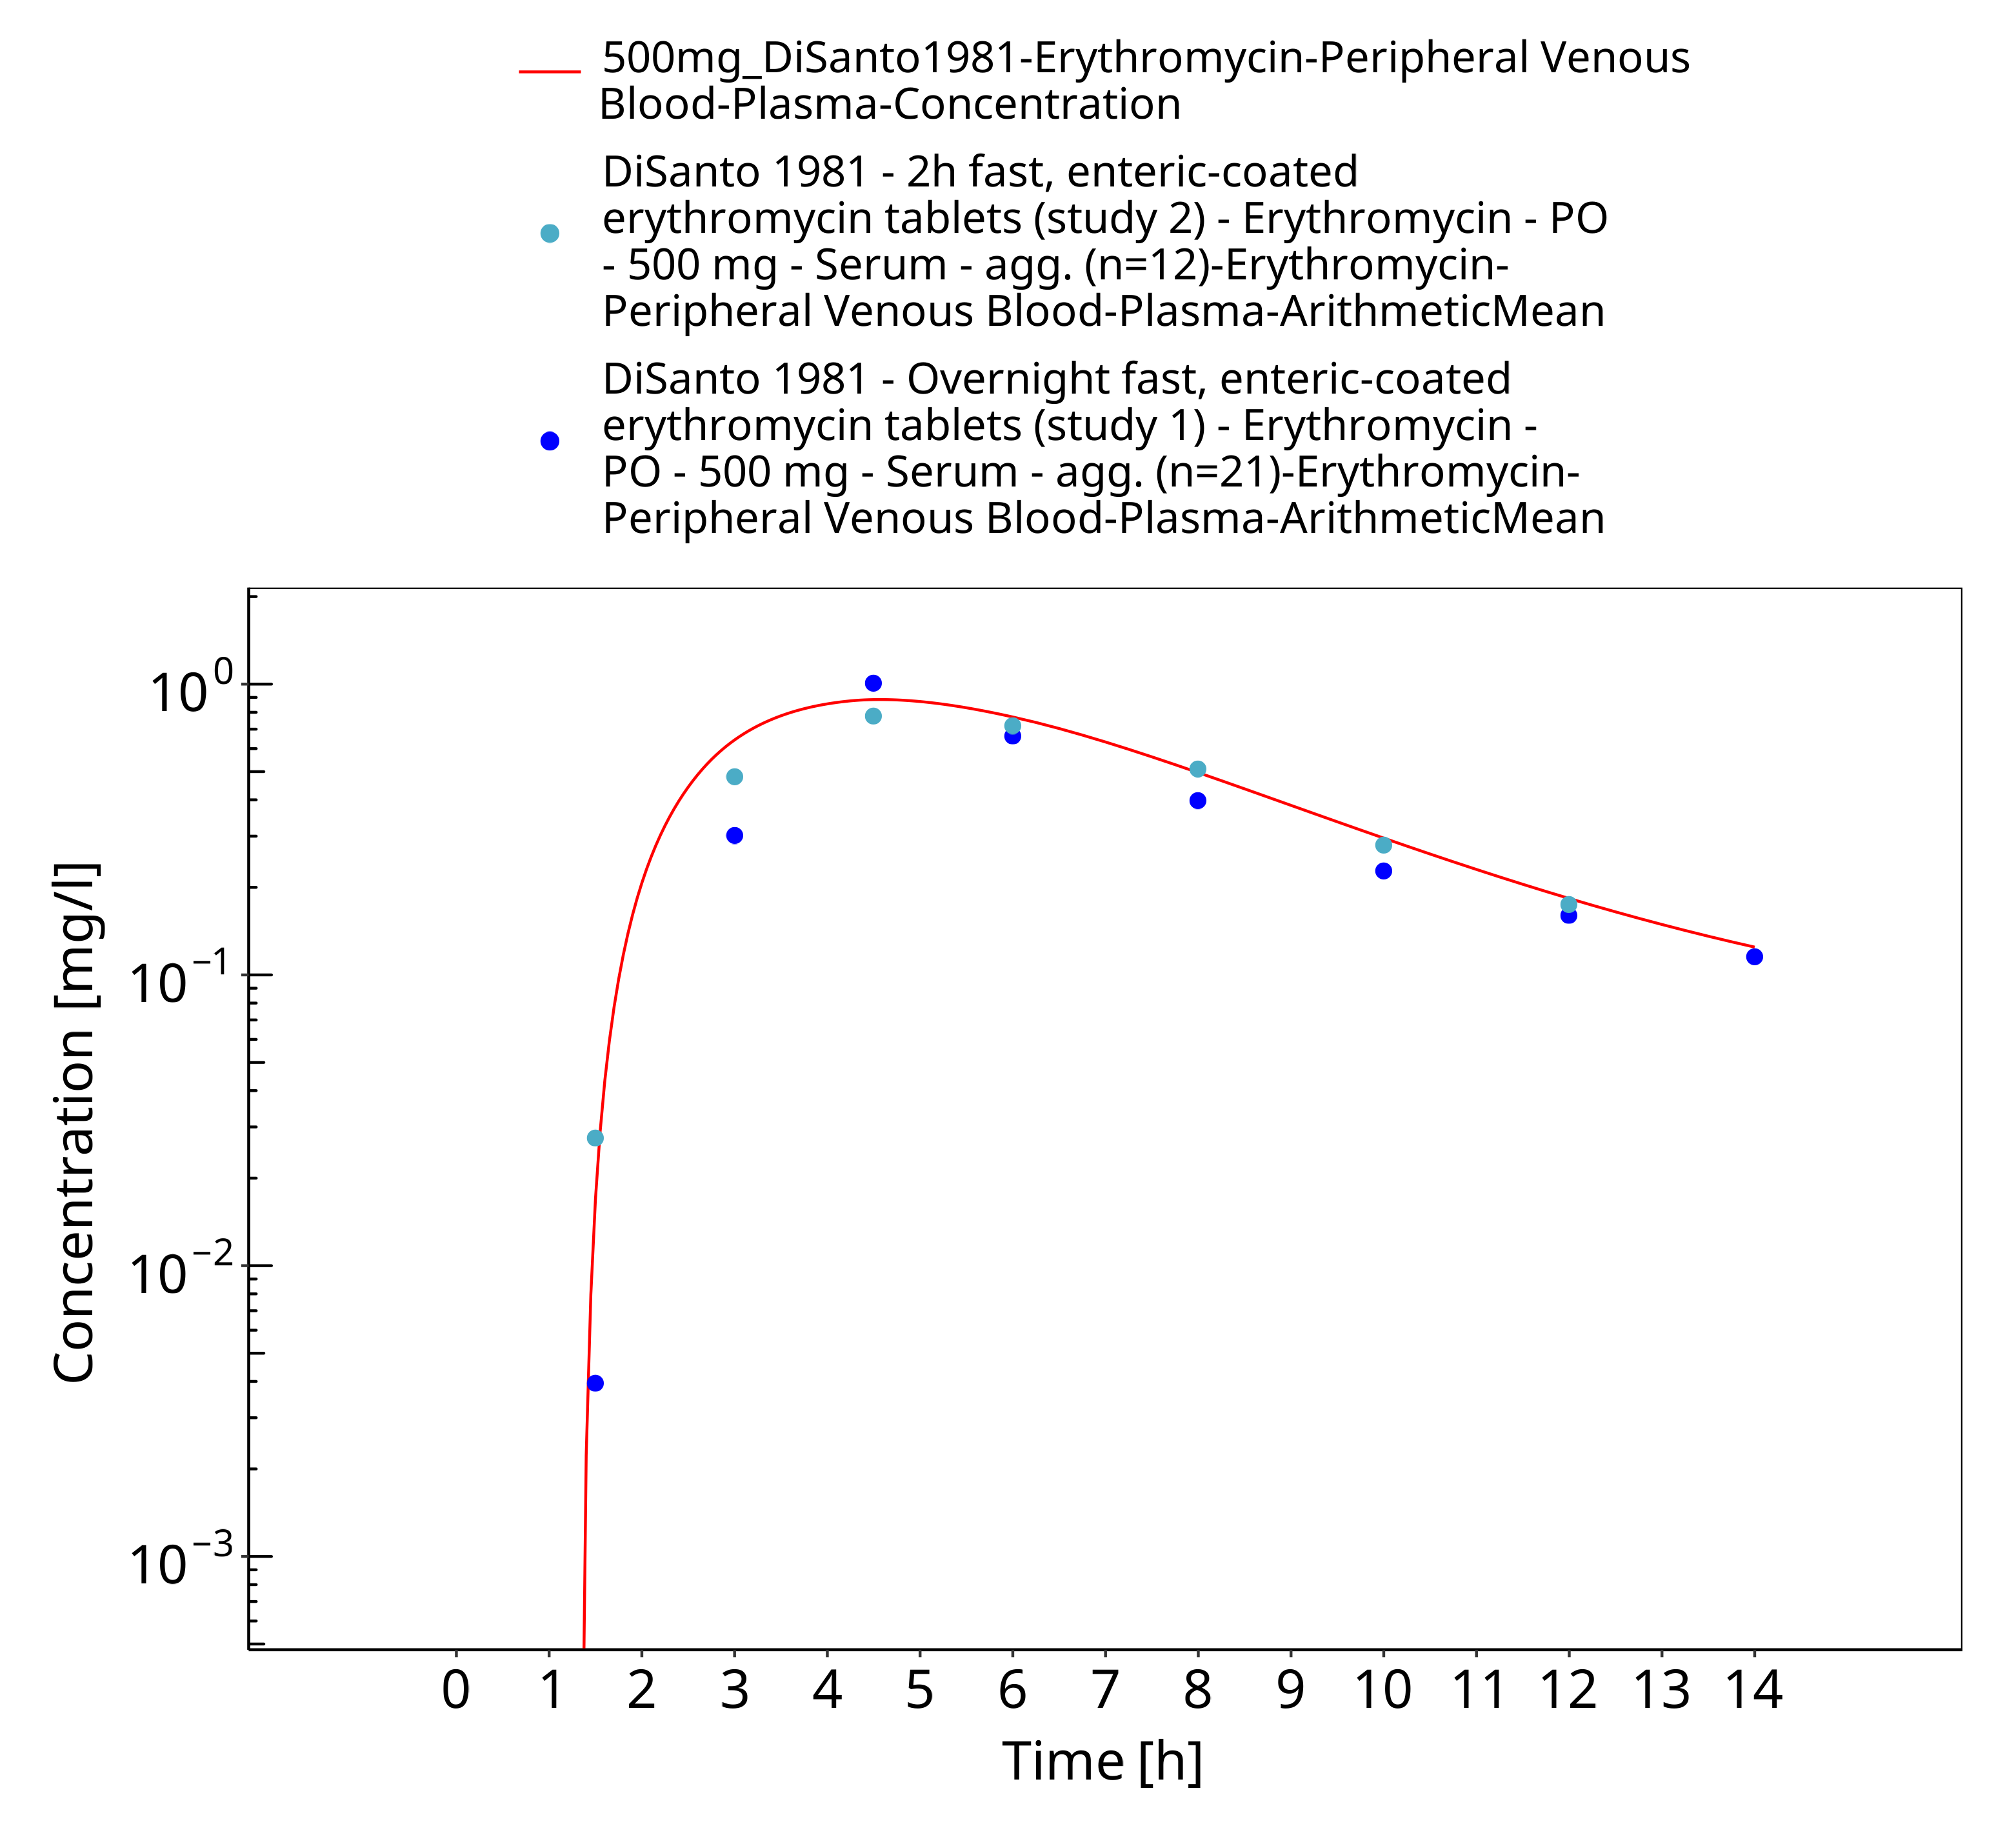 500mg_DiSanto1981-Erythromycin-Peripheral Venous
Blood-Plasma-Concentration
DiSanto 1981 - 2h fast, enteric-coated
erythromycin tablets (study 2) - Erythromycin - PO
- 500 mg - Serum - agg. (n=12)-Erythromycin-
Peripheral Venous Blood-Plasma-ArithmeticMean
DiSanto 1981 - Overnight fast, enteric-coated
erythromycin tablets (study 1) - Erythromycin -
PO - 500 mg - Serum - agg. (n=21)-Erythromycin-
Peripheral Venous Blood-Plasma-ArithmeticMean
Concentration [mg/l]
10⁰
10⁻¹
10⁻²
10⁻³
0 1 2 3 4 5 6 7 8 9 10 11 12 13 14
Time [h]